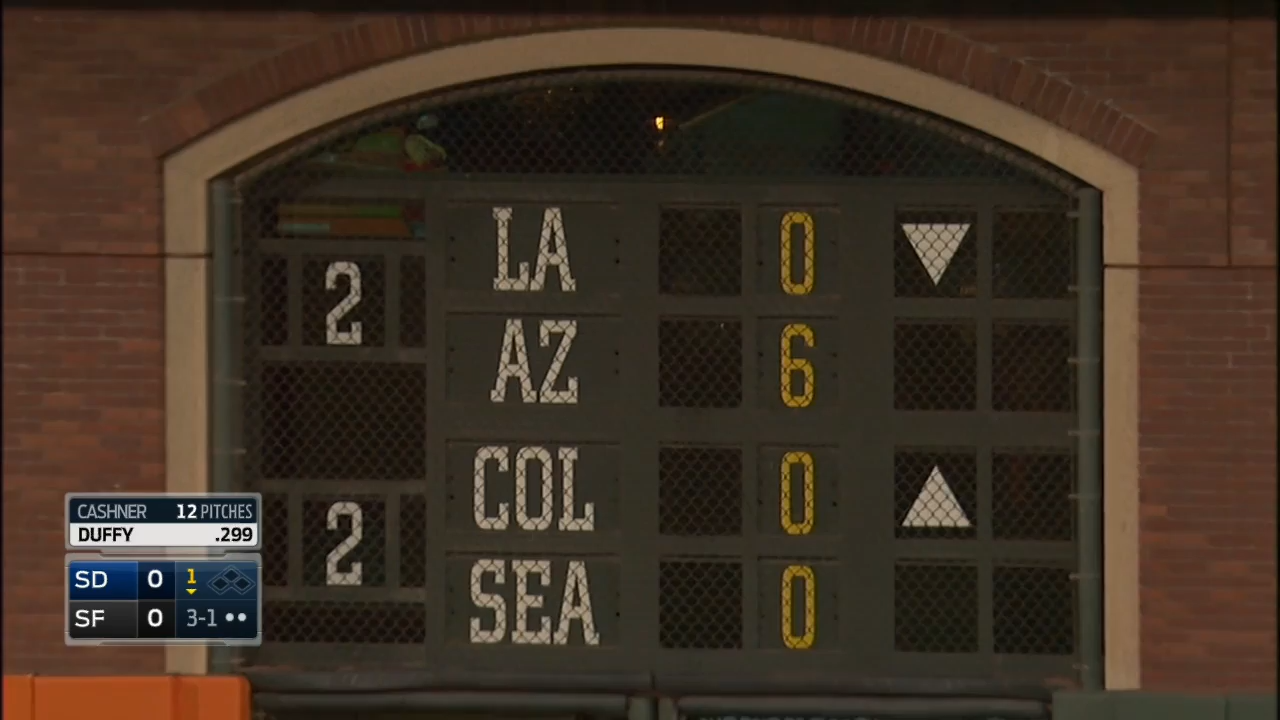 LA 0
2
AZ 6
COL 0
2
SEA 0
CASHNER 12 PITCHES
DUFFY .299
SD 0 1
SF 0 3-1